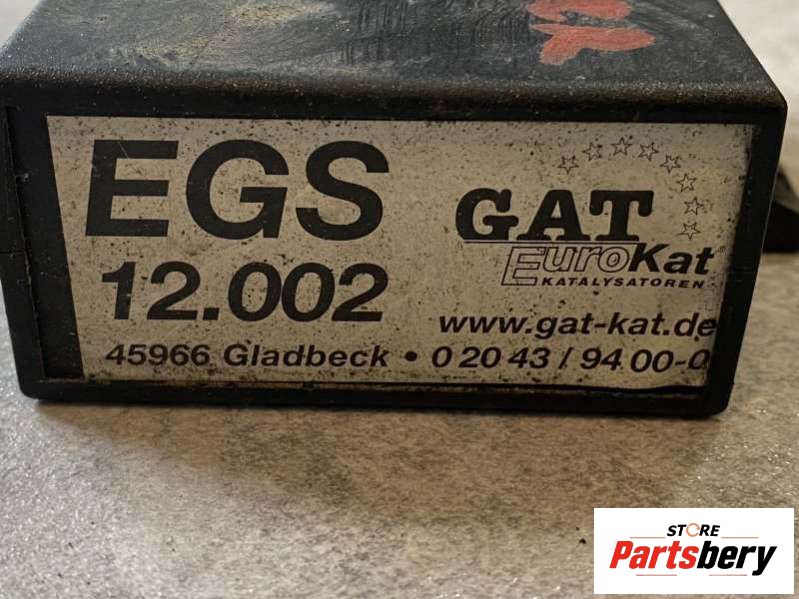 EGS
12.002
GAT
EuroKat®
KATALYSATOREN
www.gat-kat.de
45966 Gladbeck • 0 20 43 / 94 00-0
STORE
Partsbery